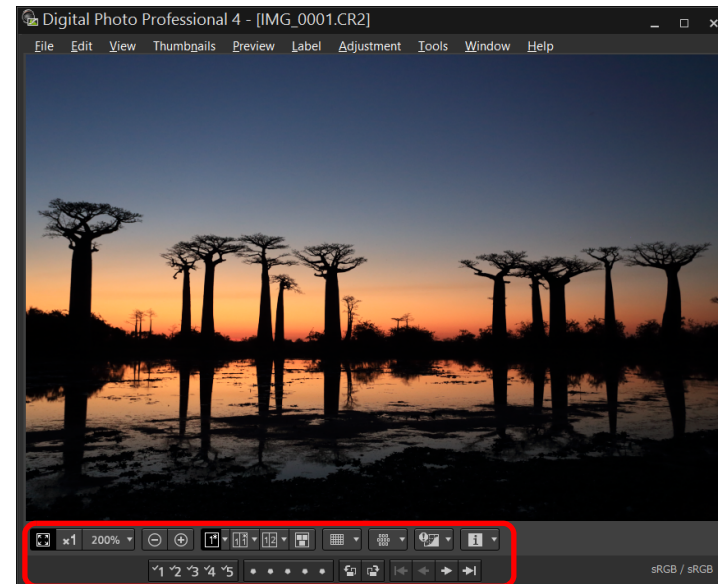 Digital Photo Professional 4 - [IMG_0001.CR2]
File Edit View Thumbnails Preview Label Adjustment Tools Window Help
x1 200%
1 2 3 4 5
sRGB / sRGB